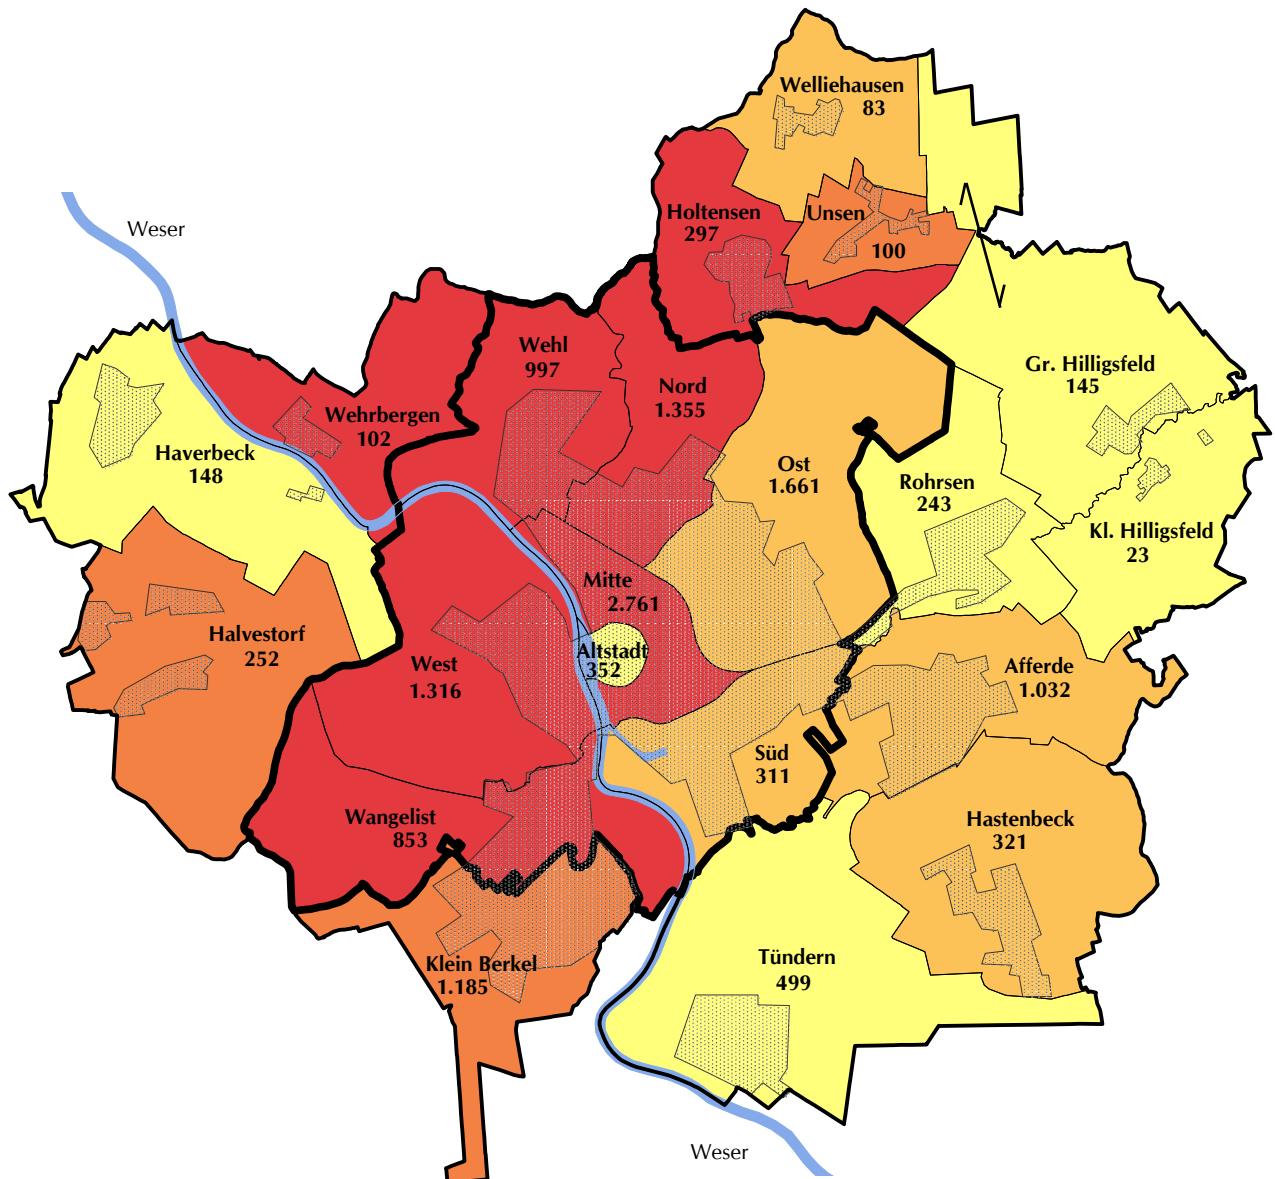 Welliehausen
83
Weser
Holtensen
297
Unsen
100
Wehl
997
Nord
1.355
Gr. Hilligsfeld
145
Wehrbergen
102
Haverbeck
148
Ost
1.661
Rohrsen
243
Kl. Hilligsfeld
23
Mitte
2.761
Halvestorf
252
West
1.316
Altstadt
352
Afferde
1.032
Süd
311
Wangelist
853
Hastenbeck
321
Klein Berkel
1.185
Tündern
499
Weser